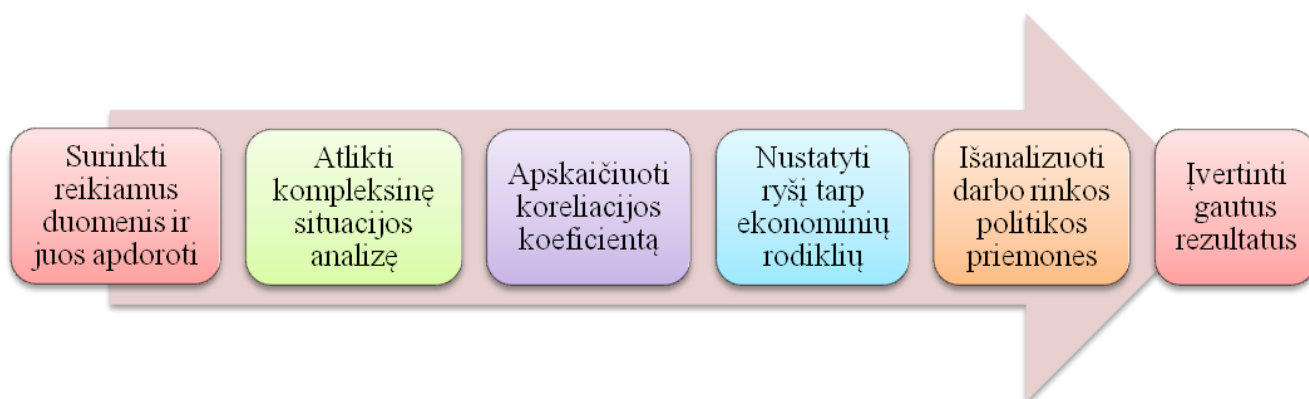 Surinkti
reikiamus
duomenis ir
juos apdoroti
Atlikti
kompleksinę
situacijos
analizę
Apskaičiuoti
koreliacijos
koeficientą
Nustatyti
ryšį tarp
ekonominių
rodiklių
Išanalizuoti
darbo rinkos
politikos
priemones
Įvertinti
gautus
rezultatus